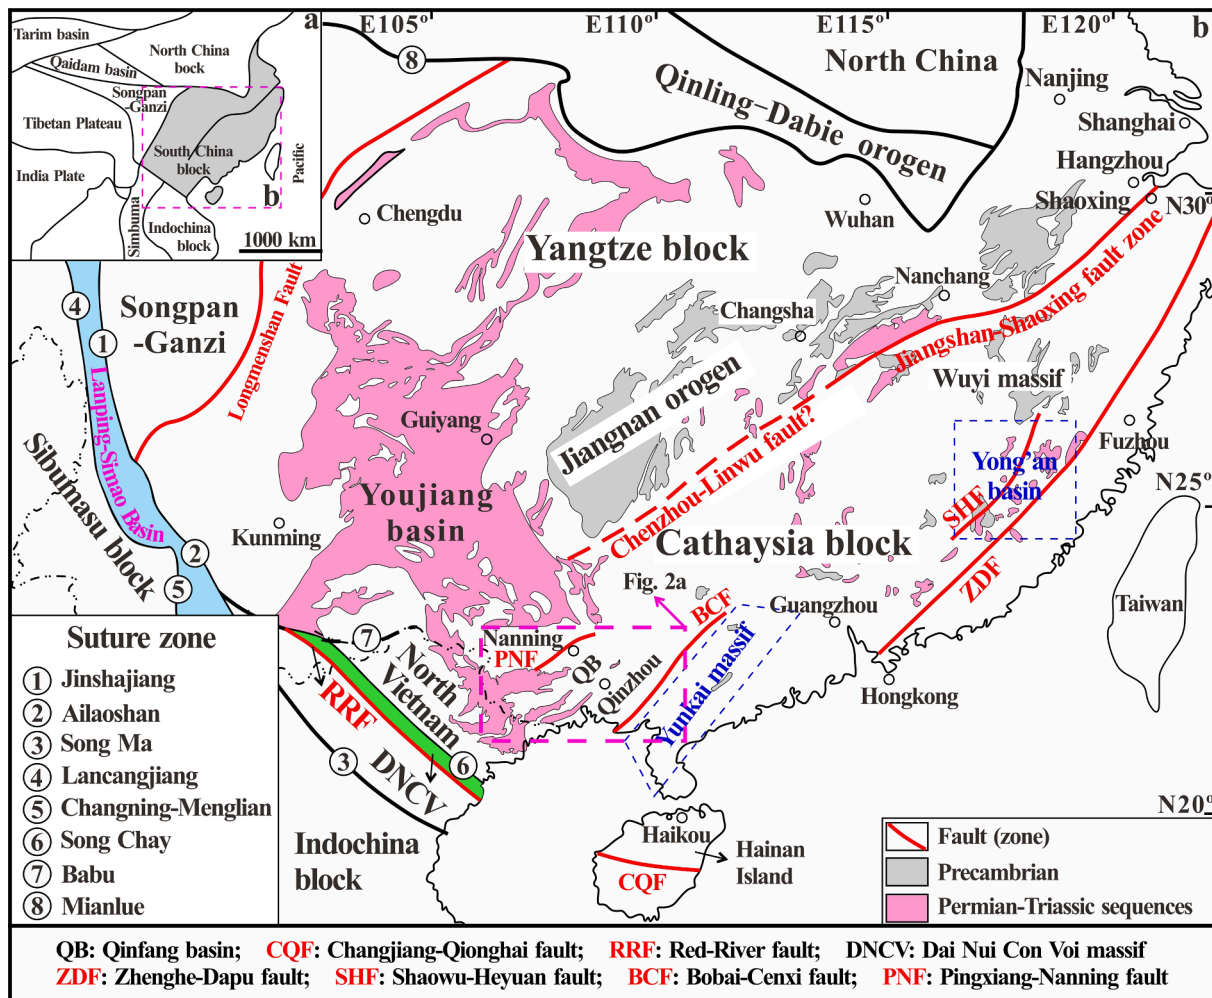 a
Tarim basin
North China
bock
Qaidam basin
Songpan
-Ganzi
Tibetan Plateau
South China
block
India Plate
Pacific
b
Simbuma
Indochina
block
1000 km
E105°
E110°
E115°
E120°
b
8
North China
Qinling-Dabie orogen
Nanjing
Shanghai
Hangzhou
Shaoxing
N30°
Chengdu
Wuhan
Yangtze block
Nanchang
Changsha
Jiangshan-Shaoxing fault zone
4
Songpan
-Ganzi
1
Longmenshan Fault
Lanping-Simao Basin
Sibumasu block
Wuyi massif
Jiangnan orogen
Guiyang
Chenzhou-Linwu fault?
Fuzhou
Yong'an
basin
SHF
N25°
Youjiang
basin
Kunming
Cathaysia block
2
5
ZDF
Fig. 2a
BCF
Guangzhou
Taiwan
7
Nanning
PNF
QB
Qinzhou
Yunkai massif
North
Vietnam
RRF
Hongkong
6
3
DNCV
N20°
Haikou
Hainan
Island
CQF
Indochina
block
Suture zone
1 Jinshajiang
2 Ailaoshan
3 Song Ma
4 Lancangjiang
5 Changning-Menglian
6 Song Chay
7 Babu
8 Mianlue
Fault (zone)
Precambrian
Permian-Triassic sequences
QB: Qinfang basin; CQF: Changjiang-Qionghai fault; RRF: Red-River fault; DNCV: Dai Nui Con Voi massif
ZDF: Zhenghe-Dapu fault; SHF: Shaowu-Heyuan fault; BCF: Bobai-Cenxi fault; PNF: Pingxiang-Nanning fault